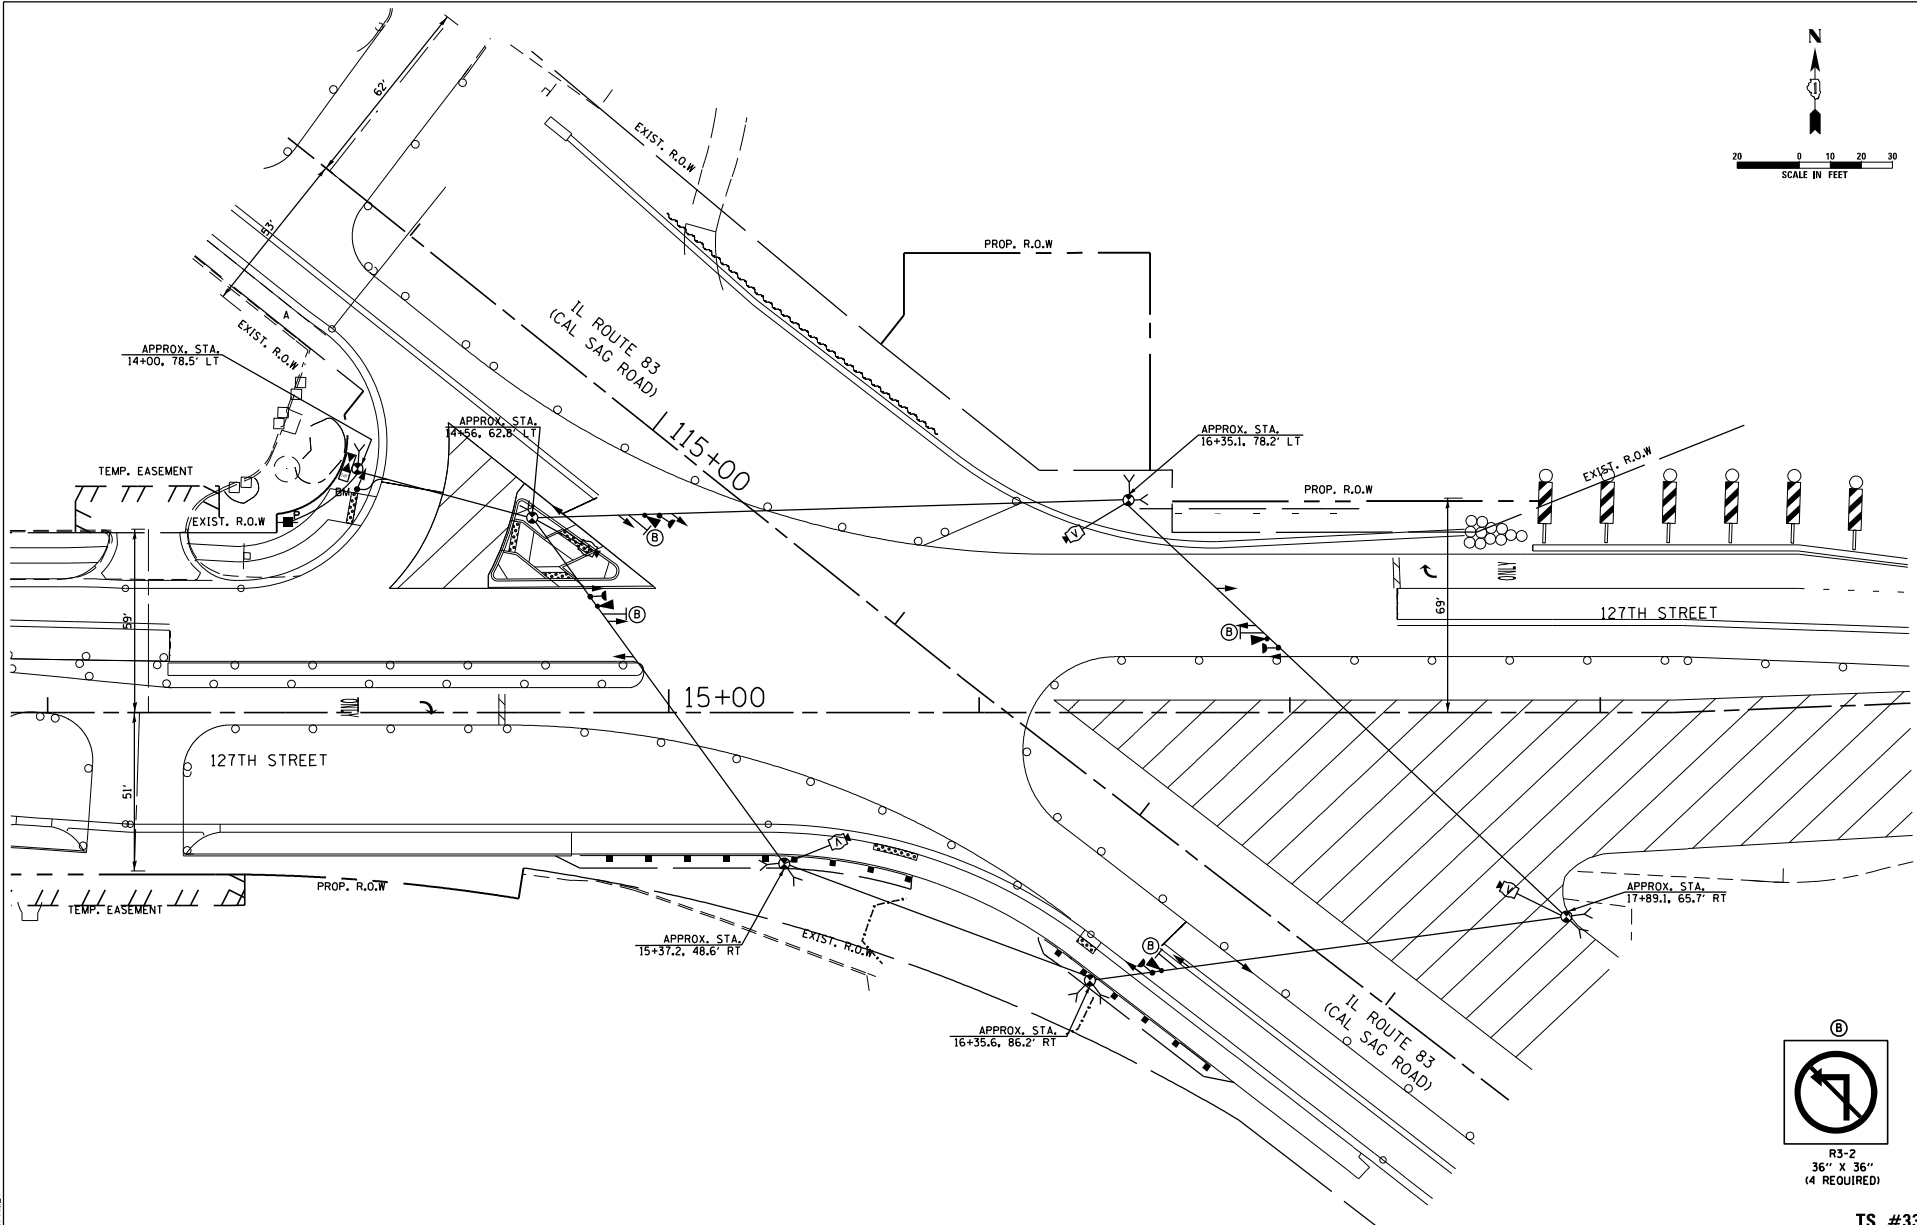 N
20 0 10 20 30
SCALE IN FEET
62'
53'
EXIST. R.O.W
PROP. R.O.W
A
EXIST. R.O.W
IL ROUTE 83
(CAL SAG ROAD)
APPROX. STA.
14+00, 78.5' LT
APPROX. STA.
14+56, 62.8' LT
115+00
APPROX. STA.
16+35.1, 78.2' LT
EXIST. R.O.W
TEMP. EASEMENT
PROP. R.O.W
BM
P
EXIST. R.O.W
V
B
ONLY
59'
B
B
69'
127TH STREET
15+00
ONLY
127TH STREET
51'
V
PROP. R.O.W
TEMP. EASEMENT
V
APPROX. STA.
17+89.1, 65.7' RT
APPROX. STA.
15+37.2, 48.6' RT
EXIST. R.O.W
B
IL ROUTE 83
(CAL SAG ROAD)
APPROX. STA.
16+35.6, 86.2' RT
B
R3-2
36" X 36"
(4 REQUIRED)